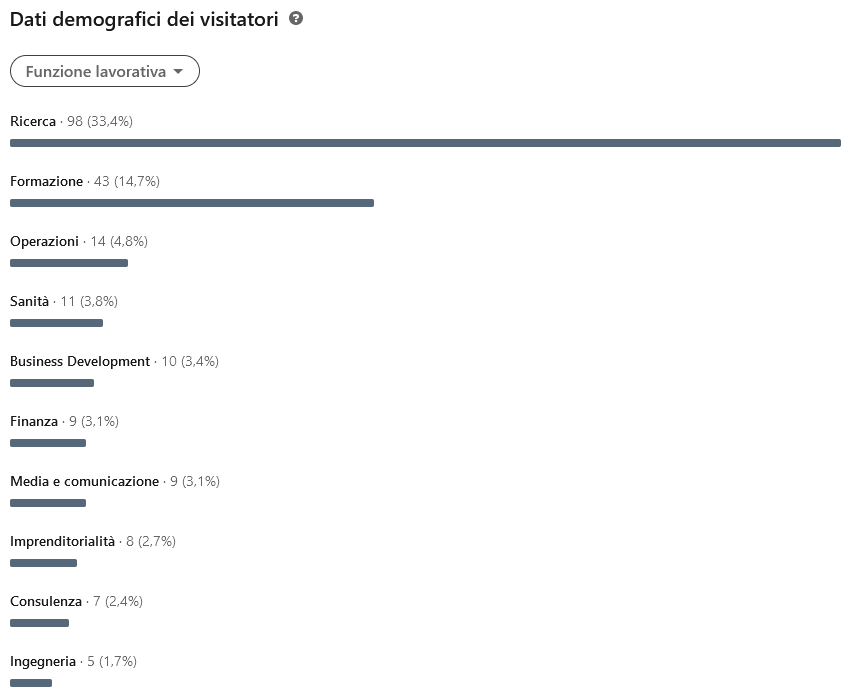 Dati demografici dei visitatori ?
Funzione lavorativa
Ricerca · 98 (33,4%)
Formazione · 43 (14,7%)
Operazioni · 14 (4,8%)
Sanità · 11 (3,8%)
Business Development · 10 (3,4%)
Finanza · 9 (3,1%)
Media e comunicazione · 9 (3,1%)
Imprenditorialità · 8 (2,7%)
Consulenza · 7 (2,4%)
Ingegneria · 5 (1,7%)